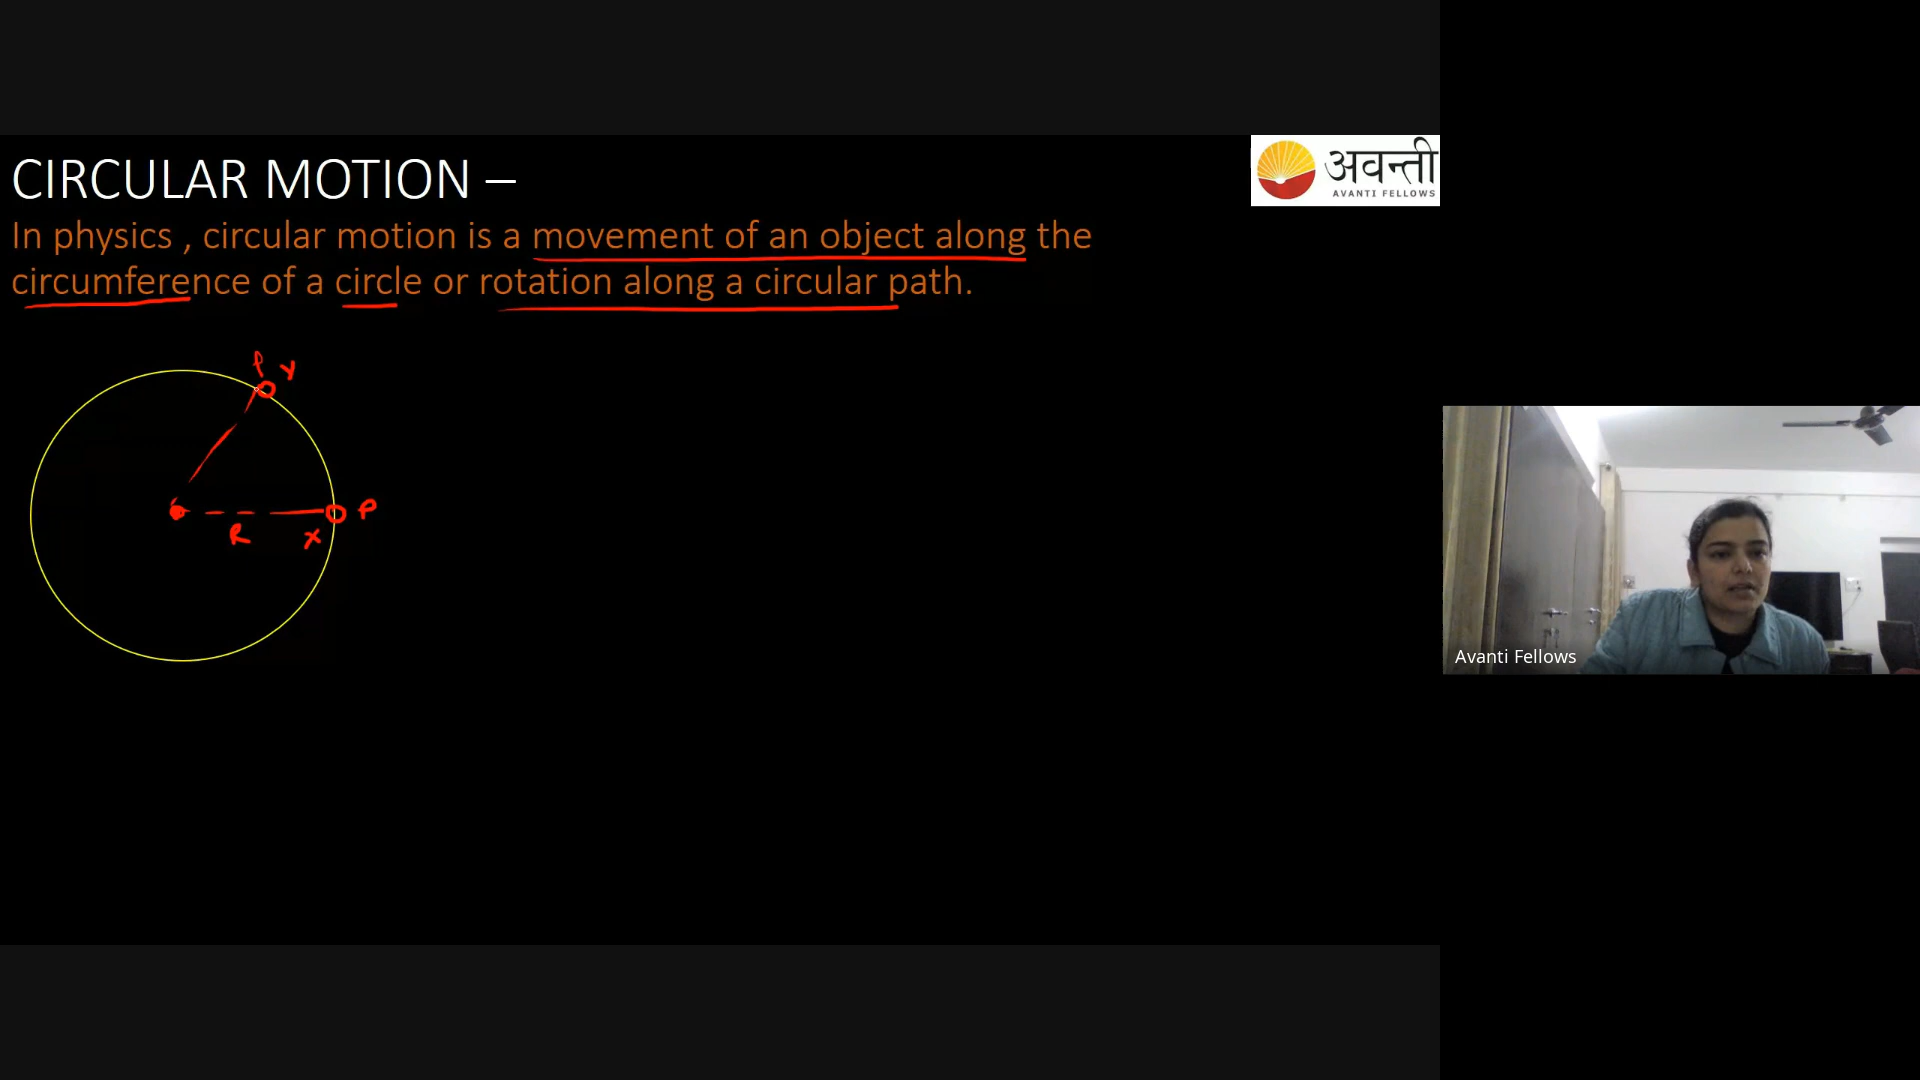 CIRCULAR MOTION –
अवन्ती
AVANTI FELLOWS
In physics , circular motion is a movement of an object along the
circumference of a circle or rotation along a circular path.
P y
P
R x
Avanti Fellows